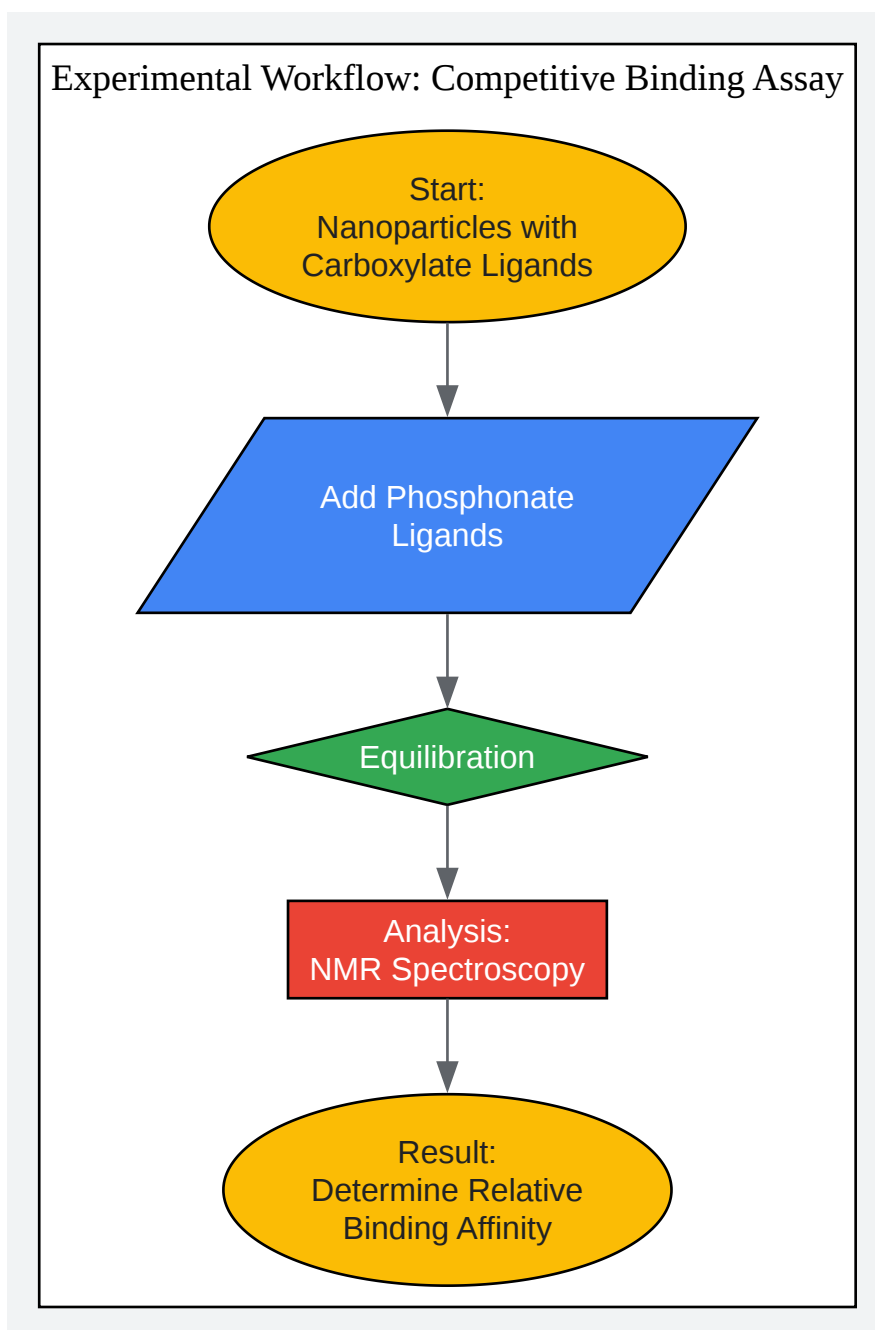 Experimental Workflow: Competitive Binding Assay
Start:
Nanoparticles with
Carboxylate Ligands
Add Phosphonate
Ligands
Equilibration
Analysis:
NMR Spectroscopy
Result:
Determine Relative
Binding Affinity